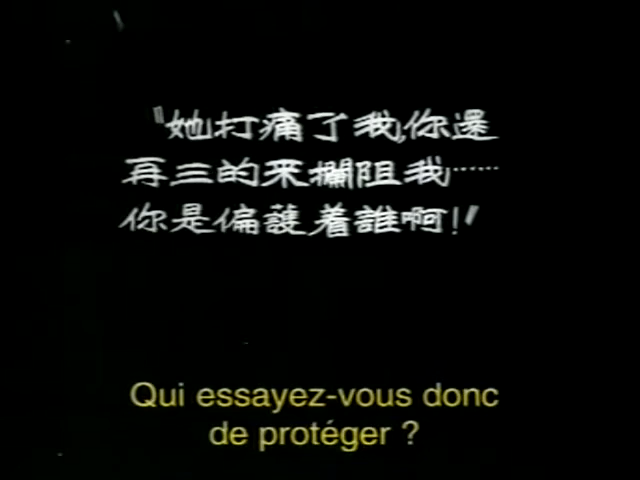 〝她打痛了我,你還
再三的来攔阻我……
你是偏護着誰啊!〞
Qui essayez-vous donc
de protéger ?